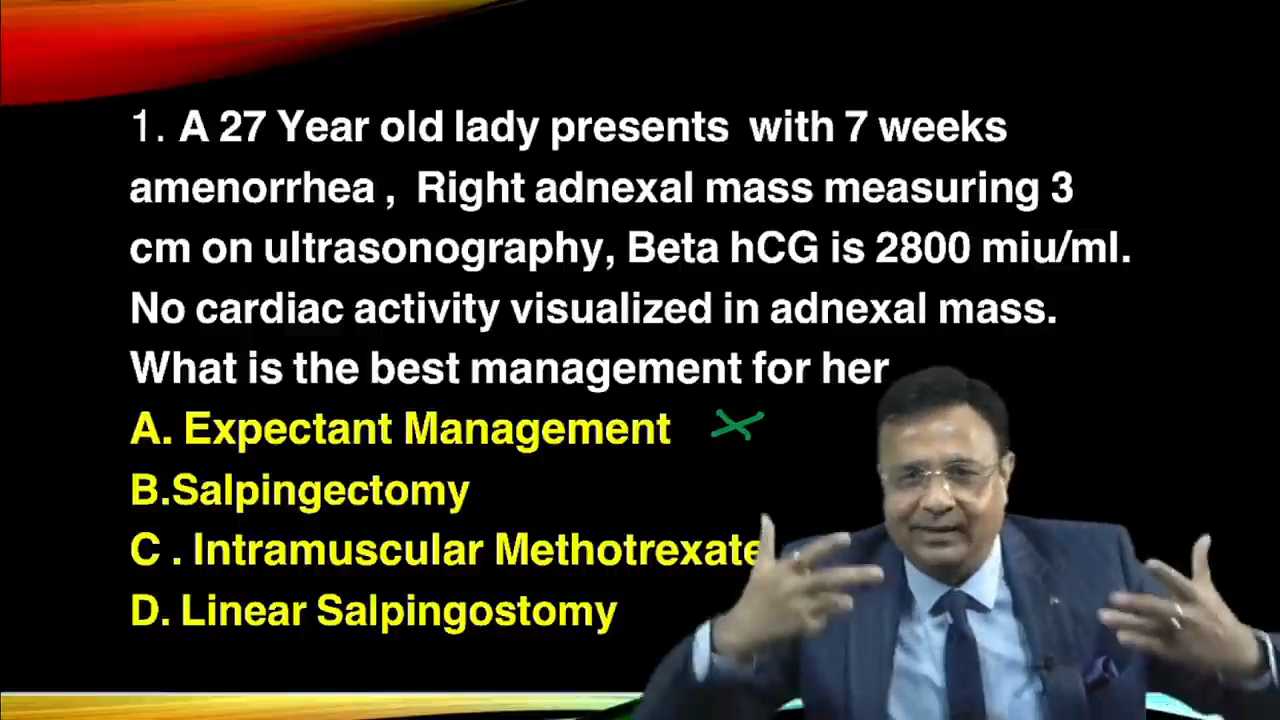 1. A 27 Year old lady presents with 7 weeks
amenorrhea , Right adnexal mass measuring 3
cm on ultrasonography, Beta hCG is 2800 miu/ml.
No cardiac activity visualized in adnexal mass.
What is the best management for her
A. Expectant Management
B.Salpingectomy
C . Intramuscular Methotrexate
D. Linear Salpingostomy